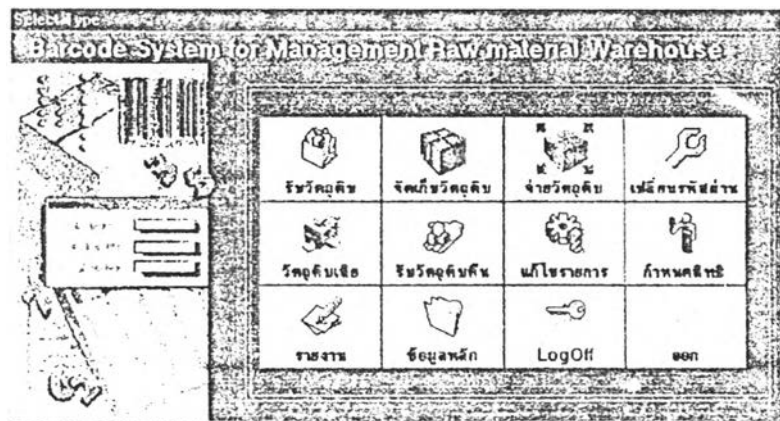 Select Type
Barcode System for Management Raw material Warehouse
รับวัตถุดิบ จัดเก็บวัตถุดิบ จ่ายวัตถุดิบ เปลี่ยนรหัสผ่าน
วัตถุดิบเสีย รับวัตถุดิบคืน แก้ไขรายการ กำหนดสิทธิ
รายงาน ข้อมูลหลัก LogOff ออก